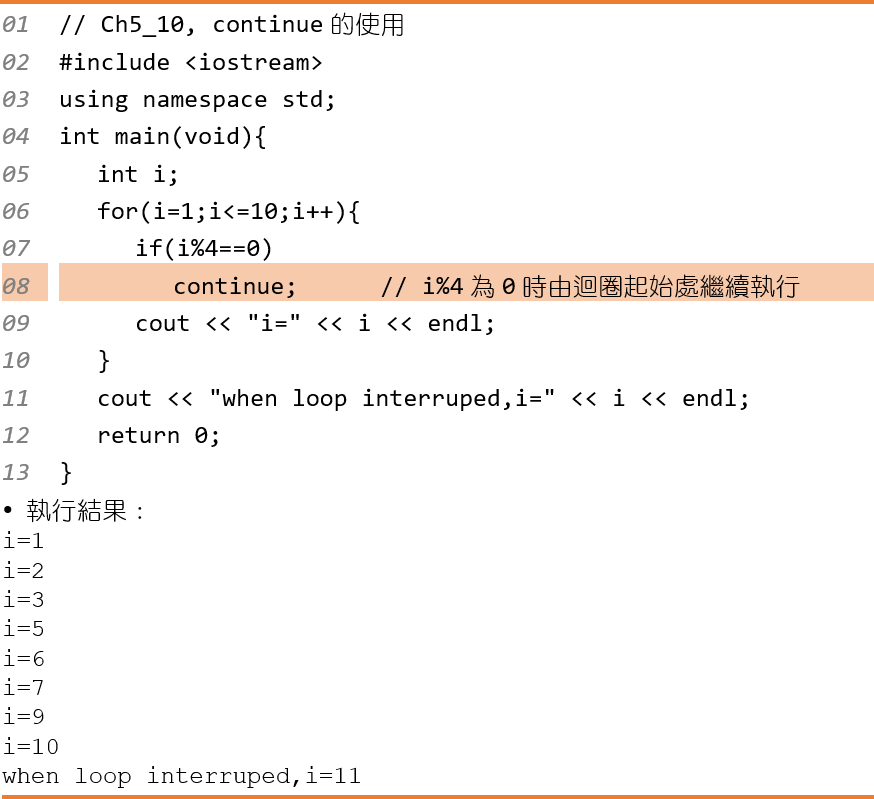 01 // Ch5_10, continue 的使用
02 #include <iostream>
03 using namespace std;
04 int main(void){
05    int i;
06    for(i=1;i<=10;i++){
07       if(i%4==0)
08          continue;      // i%4 為 0 時由迴圈起始處繼續執行
09       cout << "i=" << i << endl;
10    }
11    cout << "when loop interruped,i=" << i << endl;
12    return 0;
13 }
• 執行結果：
i=1
i=2
i=3
i=5
i=6
i=7
i=9
i=10
when loop interruped,i=11